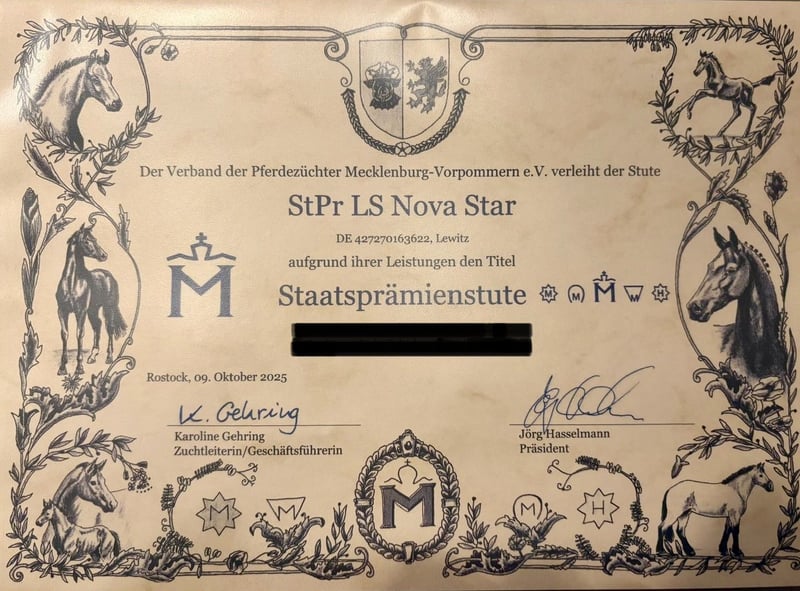 Der Verband der Pferdezüchter Mecklenburg-Vorpommern e.V. verleiht der Stute
StPr LS Nova Star
DE 427270163622, Lewitz
aufgrund ihrer Leistungen den Titel
M
Staatsprämienstute M M M M H
Rostock, 09. Oktober 2025
K. Gehring
Karoline Gehring
Zuchtleiterin/Geschäftsführerin
Jörg Hasselmann
Präsident
M M M M H